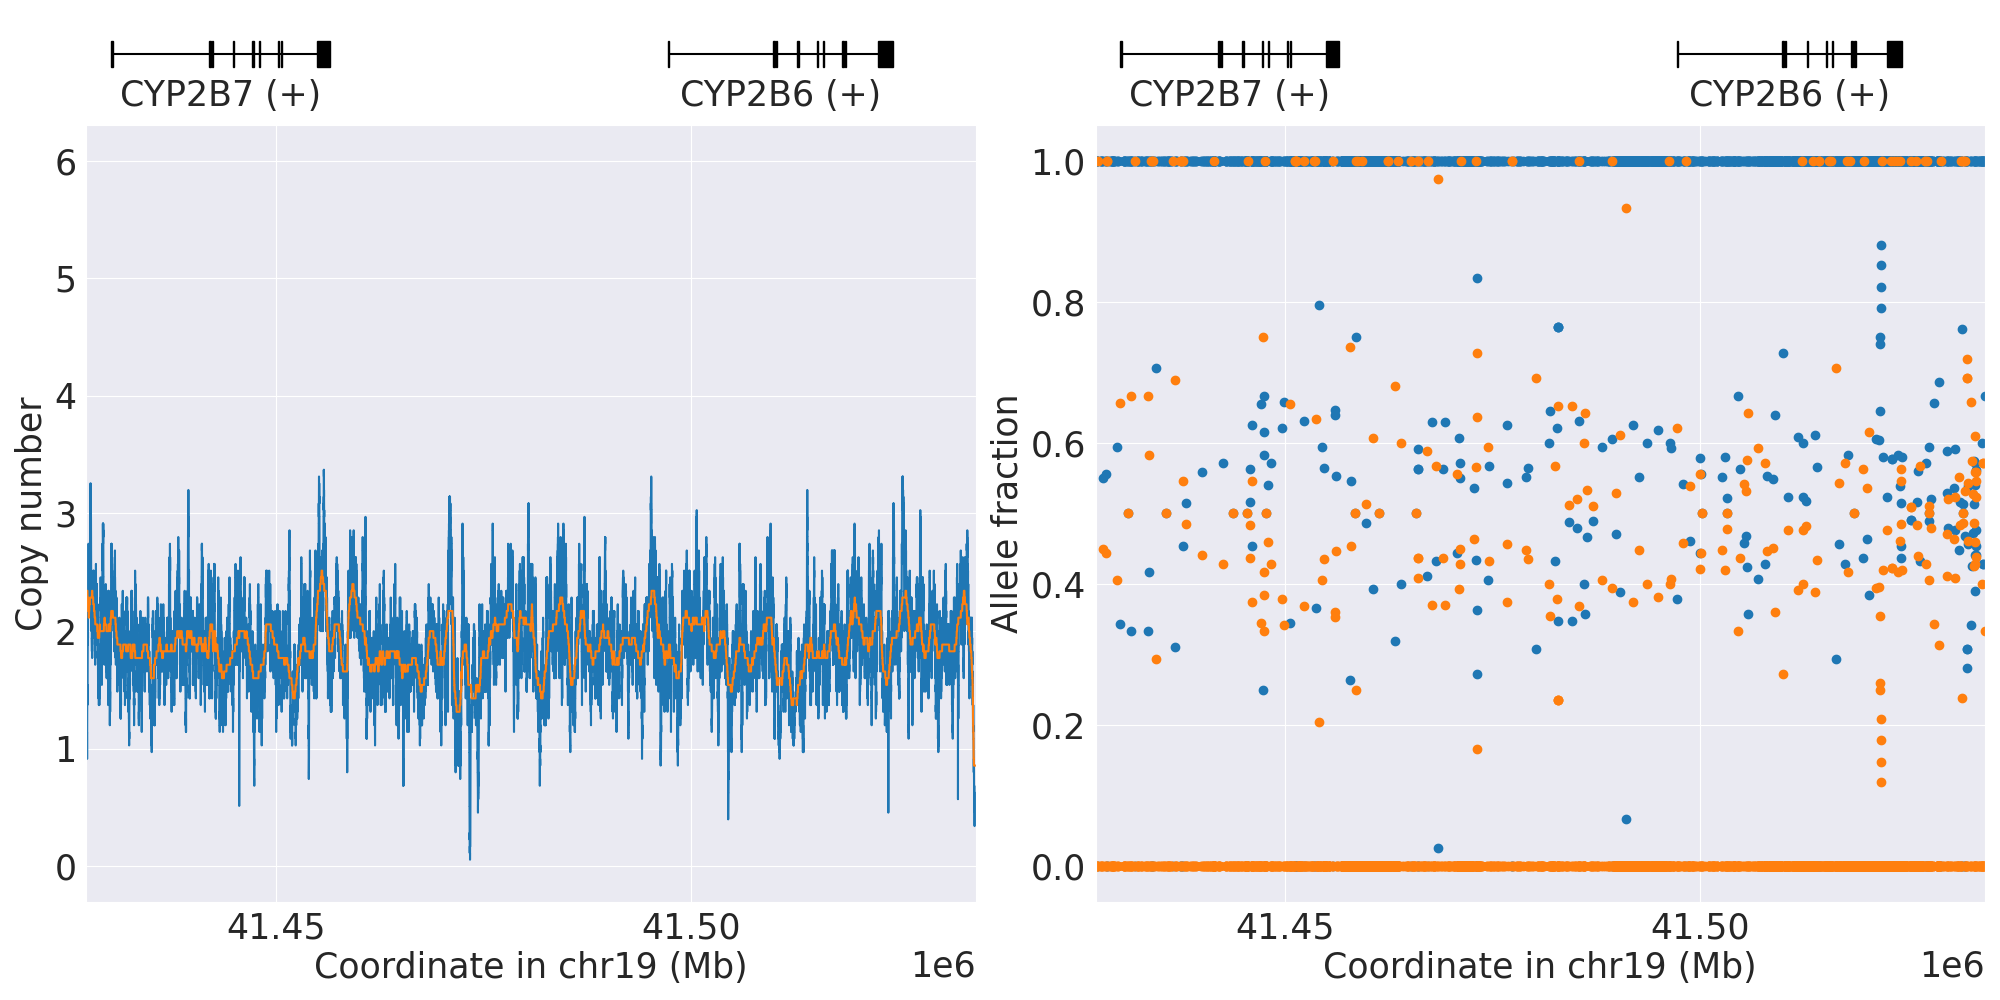 CYP2B7 (+)
CYP2B6 (+)
Copy number
6
5
4
3
2
1
0
41.45
41.50
Coordinate in chr19 (Mb)
1e6
CYP2B7 (+)
CYP2B6 (+)
Allele fraction
1.0
0.8
0.6
0.4
0.2
0.0
41.45
41.50
Coordinate in chr19 (Mb)
1e6